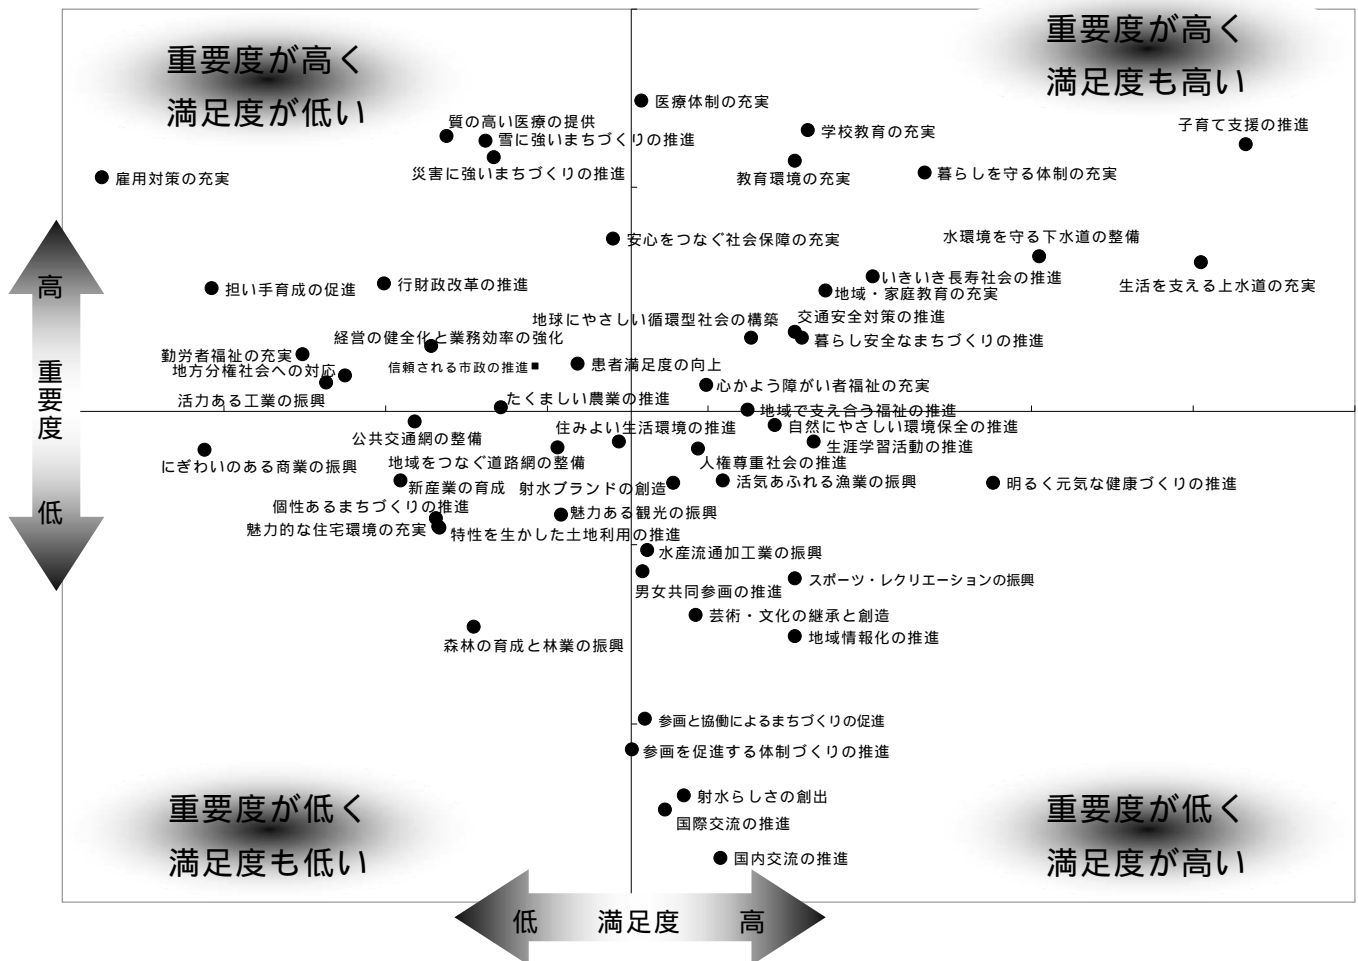 重要度が高く
満足度が低い
重要度が高く
満足度も高い
医療体制の充実
質の高い医療の提供
雪に強いまちづくりの推進
災害に強いまちづくりの推進
学校教育の充実
子育て支援の推進
教育環境の充実
暮らしを守る体制の充実
雇用対策の充実
安心をつなぐ社会保障の充実
水環境を守る下水道の整備
生活を支える上水道の充実
いきいき長寿社会の推進
地域・家庭教育の充実
担い手育成の促進
行財政改革の推進
交通安全対策の推進
地球にやさしい循環型社会の構築
暮らし安全なまちづくりの推進
経営の健全化と業務効率の強化
勤労者福祉の充実
信頼される市政の推進
患者満足度の向上
地方分権社会への対応
心かよう障がい者福祉の充実
活力ある工業の振興
たくましい農業の推進
地域で支え合う福祉の推進
公共交通網の整備
住みよい生活環境の推進
自然にやさしい環境保全の推進
生涯学習活動の推進
にぎわいのある商業の振興
地域をつなぐ道路網の整備
人権尊重社会の推進
新産業の育成
射水ブランドの創造
活気あふれる漁業の振興
明るく元気な健康づくりの推進
個性あるまちづくりの推進
魅力ある観光の振興
魅力的な住宅環境の充実
特性を生かした土地利用の推進
水産流通加工業の振興
男女共同参画の推進
スポーツ・レクリエーションの振興
芸術・文化の継承と創造
地域情報化の推進
森林の育成と林業の振興
参画と協働によるまちづくりの促進
参画を促進する体制づくりの推進
射水らしさの創出
国際交流の推進
国内交流の推進
高
重要度
低
重要度が低く
満足度も低い
重要度が低く
満足度が高い
低 満足度 高